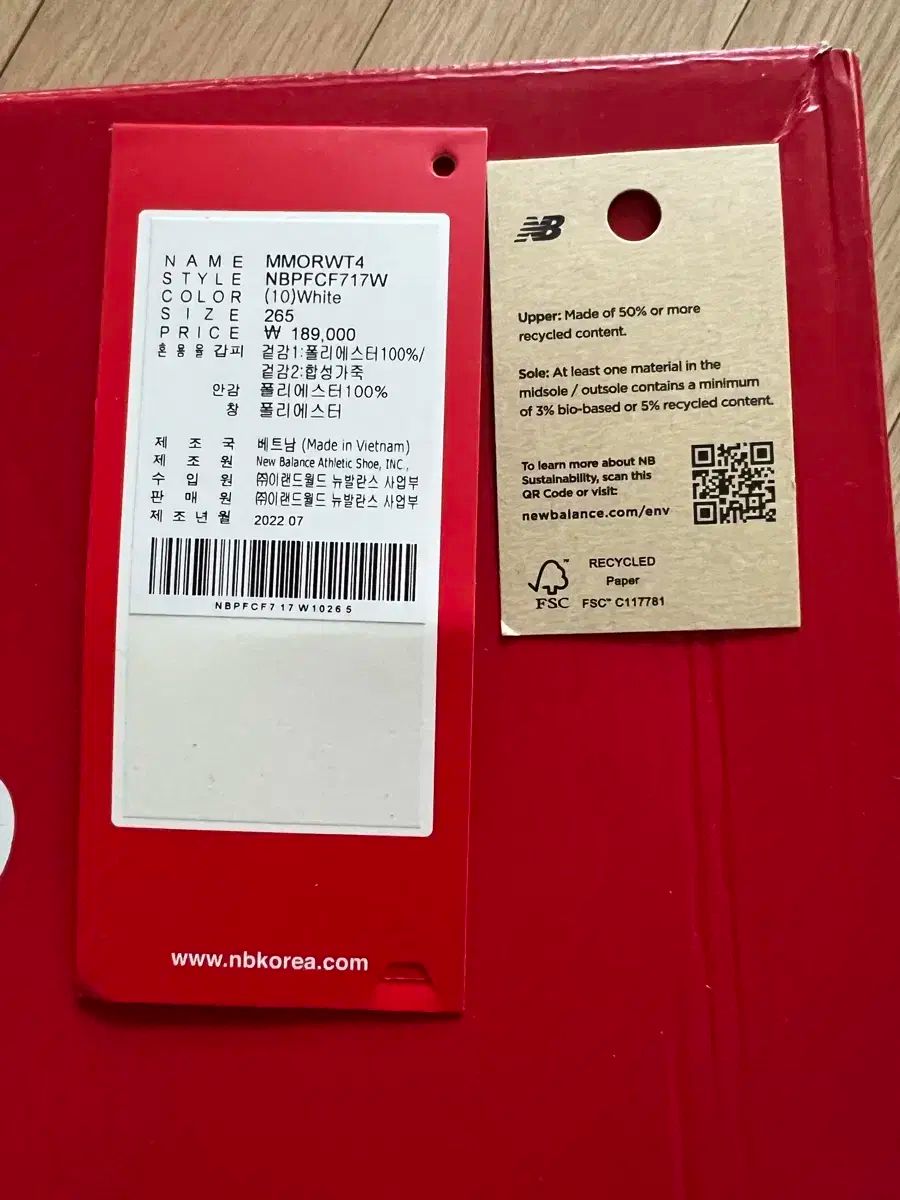 NAME MMORWT4
STYLE NBPFCF717W
COLOR (10)White
SIZE 265
PRICE ₩ 189,000
혼용율 갑피 겉감1:폴리에스터100%/
겉감2:합성가죽
안감 폴리에스터100%
창 폴리에스터
제조국 베트남 (Made in Vietnam)
제조원 New Balance Athletic Shoe, INC.,
수입원 ㈜이랜드월드 뉴발란스 사업부
판매원 ㈜이랜드월드 뉴발란스 사업부
제조년월 2022 07
NBPFCF717W10265
www.nbkorea.com
NB
Upper: Made of 50% or more
recycled content.
Sole: At least one material in the
midsole / outsole contains a minimum
of 3% bio-based or 5% recycled content.
To learn more about NB
Sustainability, scan this
QR Code or visit:
newbalance.com/env
RECYCLED
Paper
FSC™ C117781
FSC